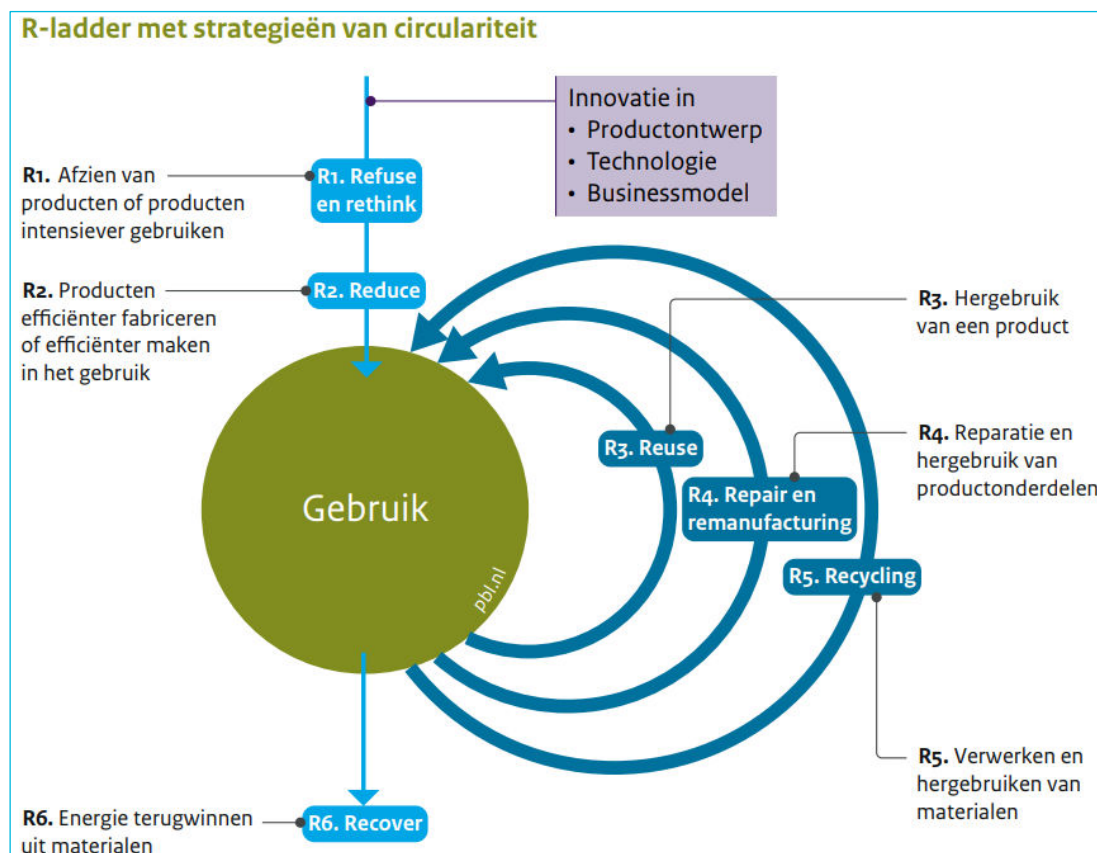 R-ladder met strategieën van circulariteit
Innovatie in
• Productontwerp
• Technologie
• Businessmodel
R1. Afzien van
producten of producten
intensiever gebruiken
R1. Refuse
en rethink
R2. Producten
efficiënter fabriceren
of efficiënter maken
in het gebruik
R2. Reduce
R3. Hergebruik
van een product
R3. Reuse
R4. Reparatie en
hergebruik van
productonderdelen
R4. Repair en
remanufacturing
Gebruik
pbl.nl
R5. Recycling
R5. Verwerken en
hergebruiken van
materialen
R6. Energie terugwinnen
uit materialen
R6. Recover